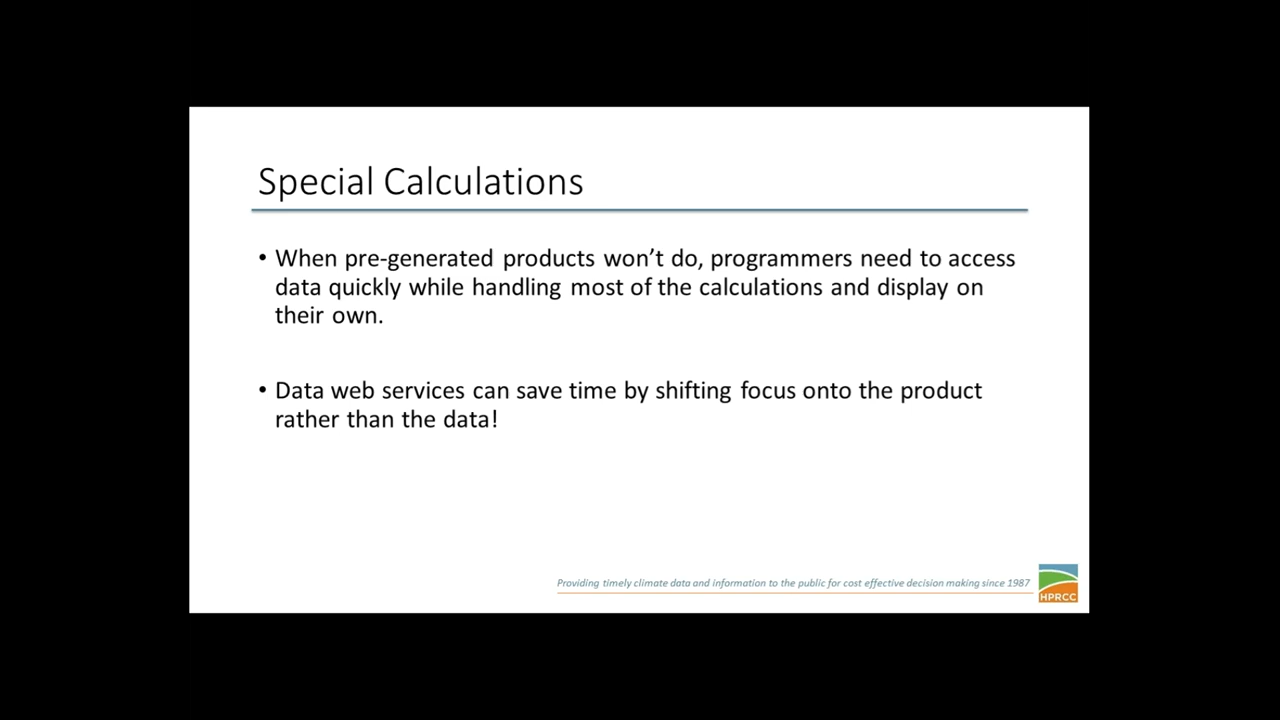 Special Calculations
• When pre-generated products won't do, programmers need to access
data quickly while handling most of the calculations and display on
their own.
• Data web services can save time by shifting focus onto the product
rather than the data!
Providing timely climate data and information to the public for cost effective decision making since 1987
HPRCC